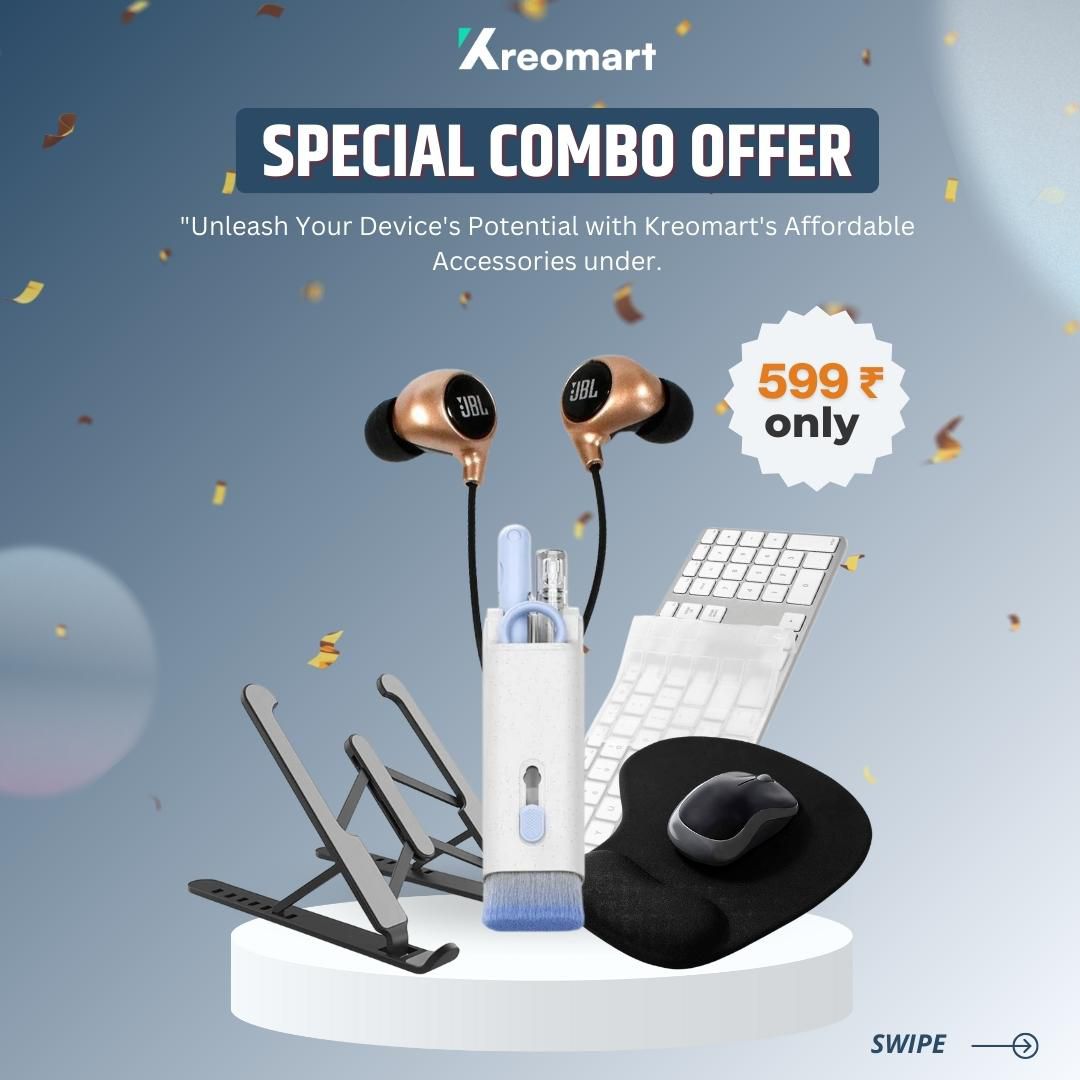 Kreomart
SPECIAL COMBO OFFER
"Unleash Your Device's Potential with Kreomart's Affordable
Accessories under.
599 ₹
only
JBL
JBL
SWIPE